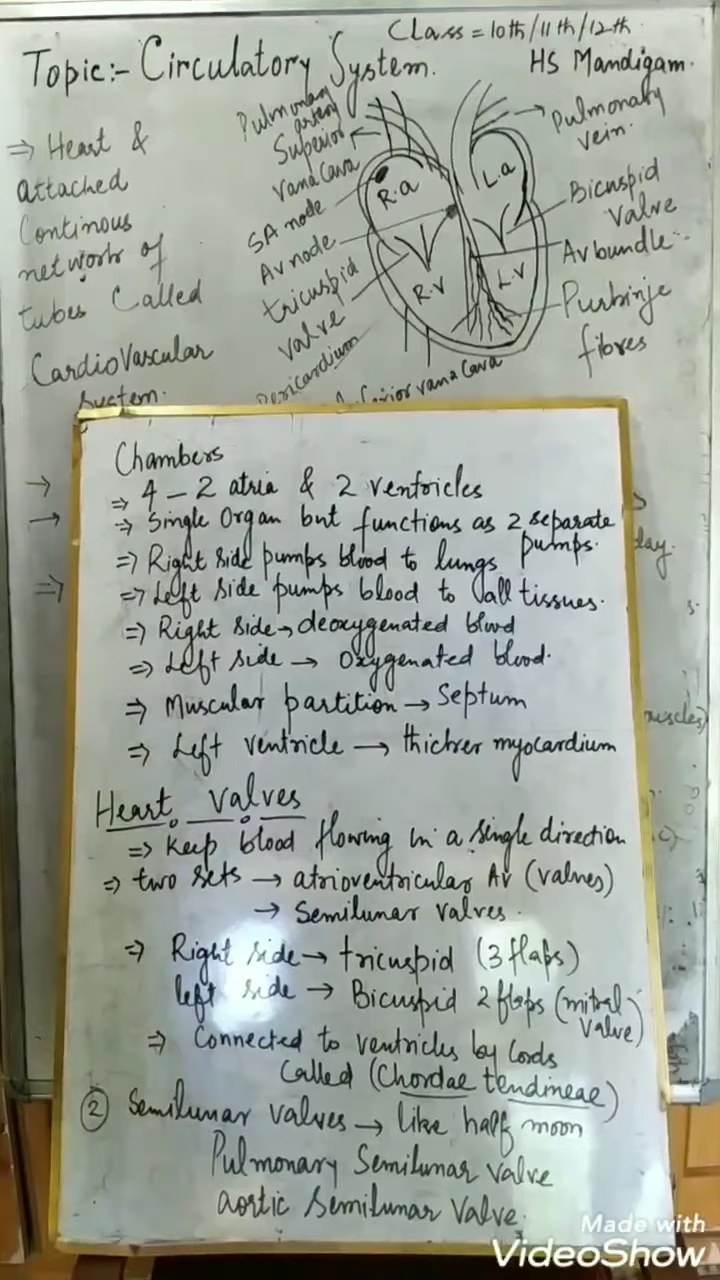 Class = 10th/11th/12th
Topic:- Circulatory System.
HS Mandigam.
⇒ Heart &
attached
Continous
network of
tubes Called
CardioVascular
System.
Pulmonary
artery
Superior
vanaCava
SA node
Av node
tricuspid
valve
Pericardium
vana Cava
R.a
L.a
R.v
L.v
Pulmonary
vein.
Bicuspid
valve
Av bundle
Purbinje
fibres
Chambers
⇒ 4 – 2 atria & 2 ventricles
⇒ Single Organ but functions as 2 separate
pumps.
⇒ Right side pumps blood to lungs
⇒ Left side pumps blood to all tissues.
⇒ Right side → deoxygenated blood
⇒ Left side → Oxygenated blood.
⇒ Muscular partition → Septum
⇒ Left ventricle → thicker myocardium
Heart valves
⇒ Keep blood flowing in a single direction
⇒ two sets → atrioventricular AV (valves)
→ Semilunar valves.
⇒ Right side → tricuspid (3 flaps)
left side → Bicuspid 2 flaps (mitral
valve)
⇒ Connected to ventricles by Cords
Called (Chordae tendineae)
② Semilunar valves → like half moon
Pulmonary Semilunar valve
aortic Semilunar Valve.
day.
muscles)
Made with
VideoShow